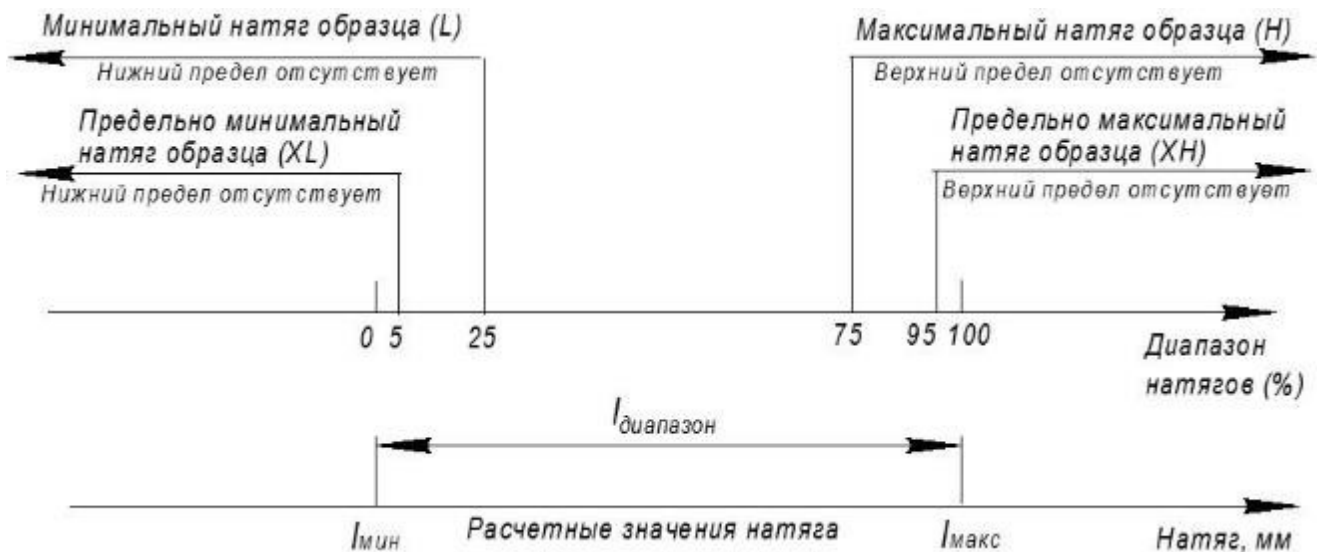 Минимальный натяг образца (L)
Нижний предел отсутствует
Предельно минимальный
натяг образца (XL)
Нижний предел отсутствует
Максимальный натяг образца (H)
Верхний предел отсутствует
Предельно максимальный
натяг образца (XH)
Верхний предел отсутствует
0 5 25 75 95 100
Диапазон
натягов (%)
Iдиапазон
Iмин Расчетные значения натяга Iмакс Натяг, мм